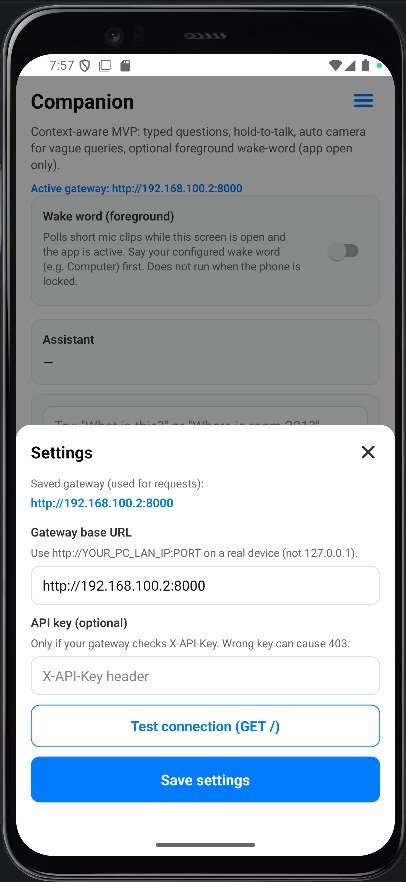 7:57
Companion
Context-aware MVP: typed questions, hold-to-talk, auto camera
for vague queries, optional foreground wake-word (app open
only).
Active gateway: http://192.168.100.2:8000
Wake word (foreground)
Polls short mic clips while this screen is open and
the app is active. Say your configured wake word
(e.g. Computer) first. Does not run when the phone is
locked.
Assistant
—
Try: "What is this?" or "Where is room 201?"
Settings
Saved gateway (used for requests):
http://192.168.100.2:8000
Gateway base URL
Use http://YOUR_PC_LAN_IP:PORT on a real device (not 127.0.0.1).
http://192.168.100.2:8000
API key (optional)
Only if your gateway checks X-API-Key. Wrong key can cause 403.
X-API-Key header
Test connection (GET /)
Save settings